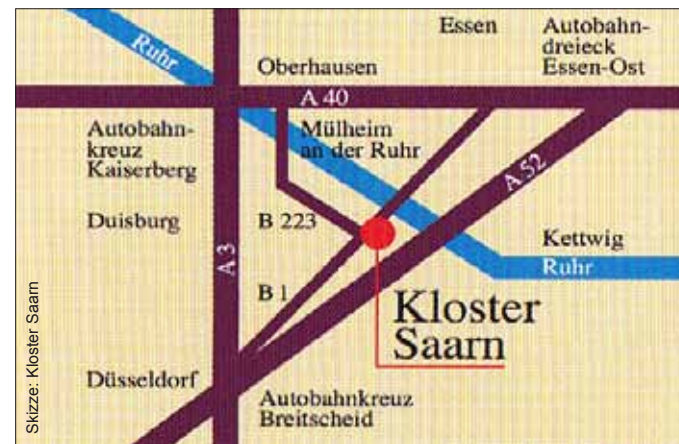 Essen
Autobahn-
dreieck
Essen-Ost
Ruhr
Oberhausen
A 40
Autobahn-
kreuz
Kaiserberg
Mülheim
an der Ruhr
A 52
Duisburg
B 223
Kettwig
Ruhr
A 3
B 1
Kloster
Saarn
Düsseldorf
Autobahnkreuz
Breitscheid
Skizze: Kloster Saarn